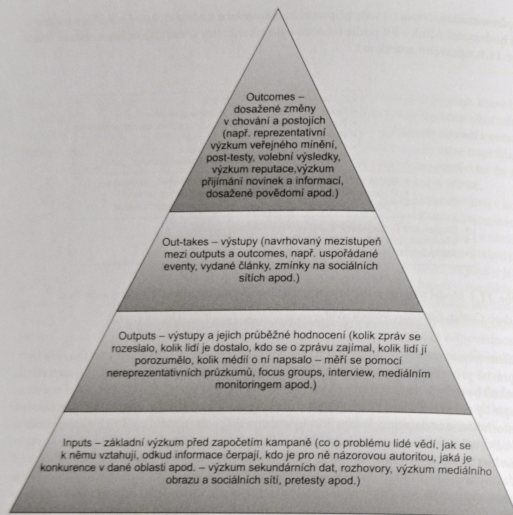 Outcomes –
dosažené změny
v chování a postojích
(např. reprezentativní
výzkum veřejného mínění,
post-testy, volební výsledky,
výzkum reputace,výzkum
přijímání novinek a informací,
dosažené povědomí apod.)
Out-takes – výstupy (navrhovaný mezistupeň
mezi outputs a outcomes, např. uspořádané
eventy, vydané články, zmínky na sociálních
sítích apod.)
Outputs – výstupy a jejich průběžné hodnocení (kolik zpráv se
rozeslalo, kolik lidí je dostalo, kdo se o zprávu zajímal, kolik lidí jí
porozumělo, kolik médií o ní napsalo – měří se pomocí
nereprezentativních průzkumů, focus groups, interview, mediálním
monitoringem apod.)
Inputs – základní výzkum před započetím kampaně (co o problému lidé vědí, jak se
k němu vztahují, odkud informace čerpají, kdo je pro ně názorovou autoritou, jaká je
konkurence v dané oblasti apod. – výzkum sekundárních dat, rozhovory, výzkum mediálního
obrazu a sociálních sítí, pretesty apod.)